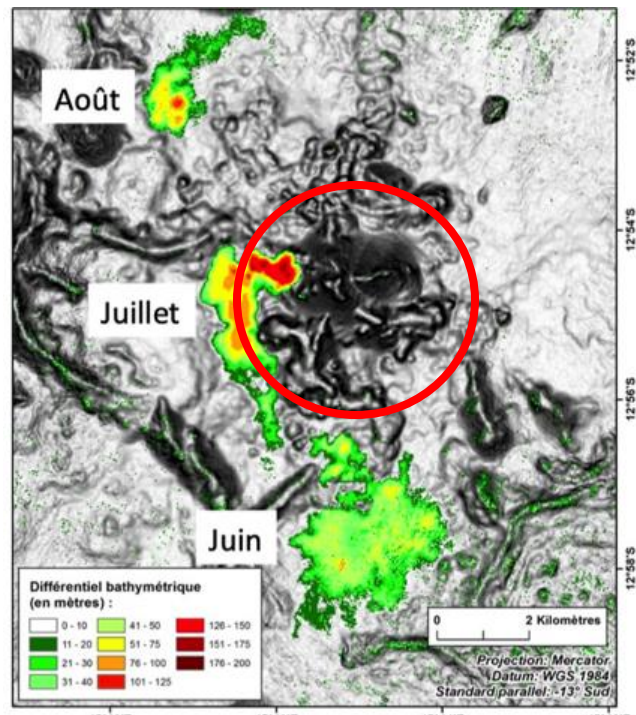 Août
12°52'S
12°54'S
Juillet
12°56'S
Juin
12°58'S
Différentiel bathymétrique
(en mètres) :
0 - 10 41 - 50 126 - 150
11 - 20 51 - 75 151 - 175
21 - 30 76 - 100 176 - 200
31 - 40 101 - 125
0 2 Kilomètres
Projection: Mercator
Datum: WGS 1984
Standard parallel: -13° Sud